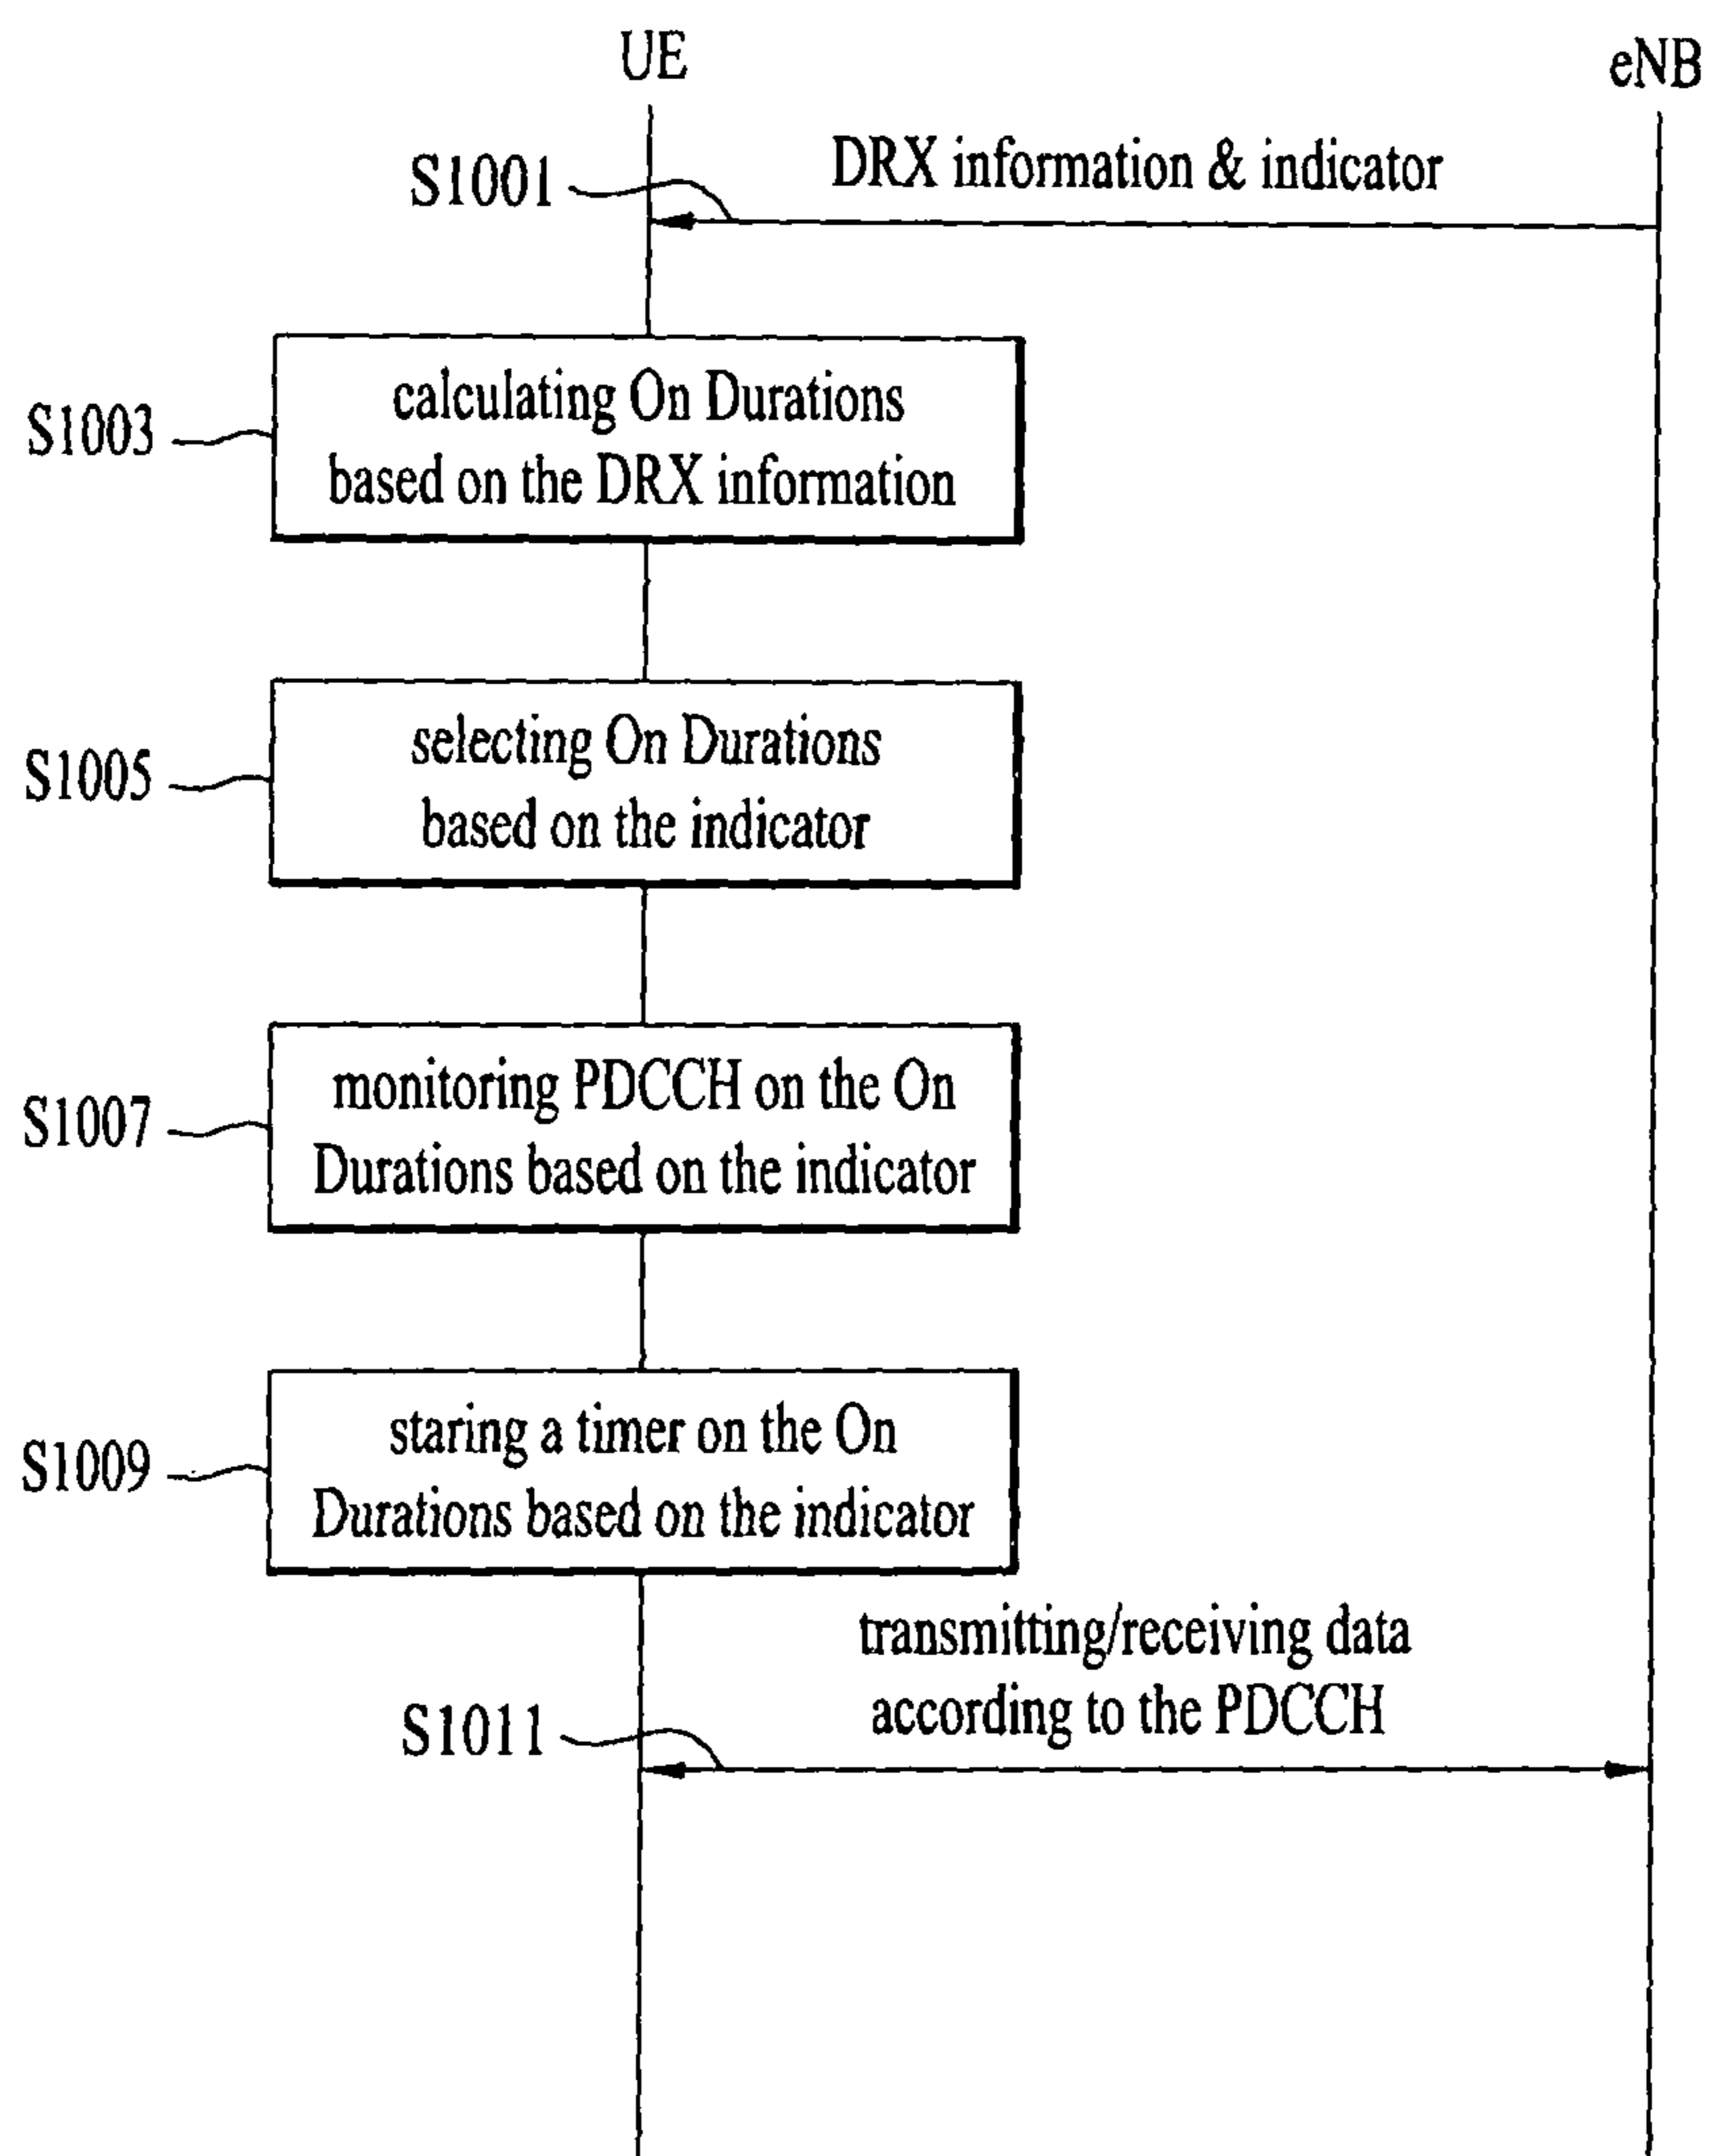 UE
eNB
DRX information & indicator
S1001
calculating On Durations
based on the DRX information
S1003
selecting On Durations
based on the indicator
S1005
monitoring PDCCH on the On
Durations based on the indicator
S1007
staring a timer on the On
Durations based on the indicator
S1009
transmitting/receiving data
according to the PDCCH
S1011